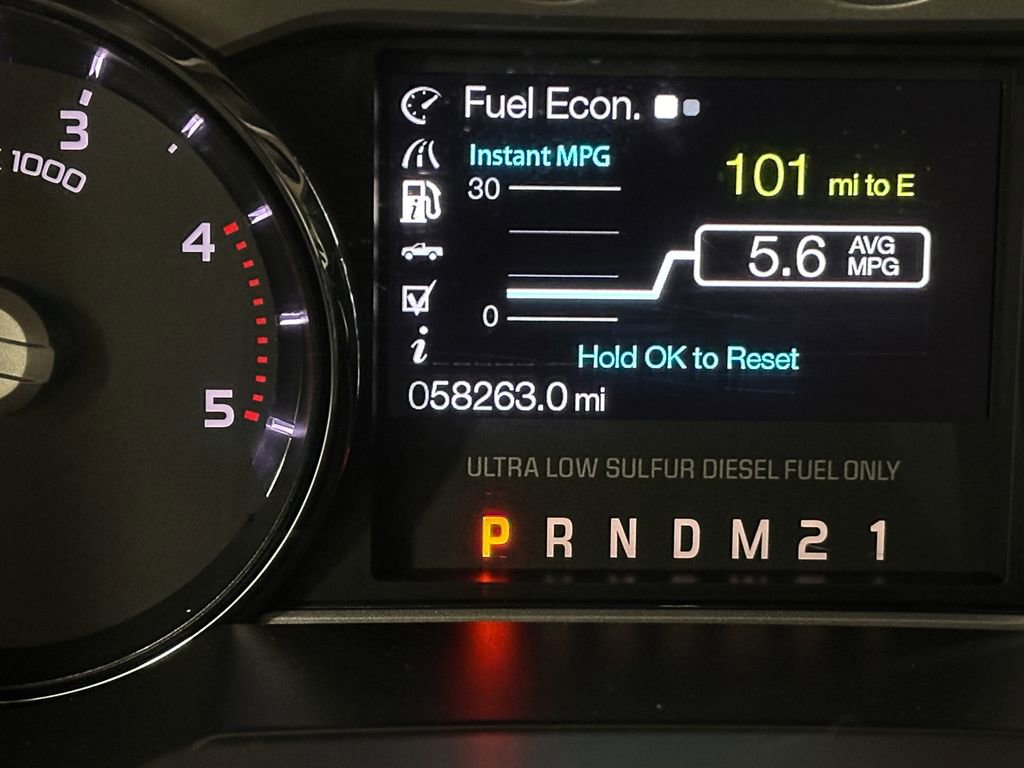 3
x 1000
4
5
Fuel Econ.
Instant MPG
30
101 mi to E
5.6 AVG MPG
0
i
Hold OK to Reset
058263.0 mi
ULTRA LOW SULFUR DIESEL FUEL ONLY
P R N D M 2 1